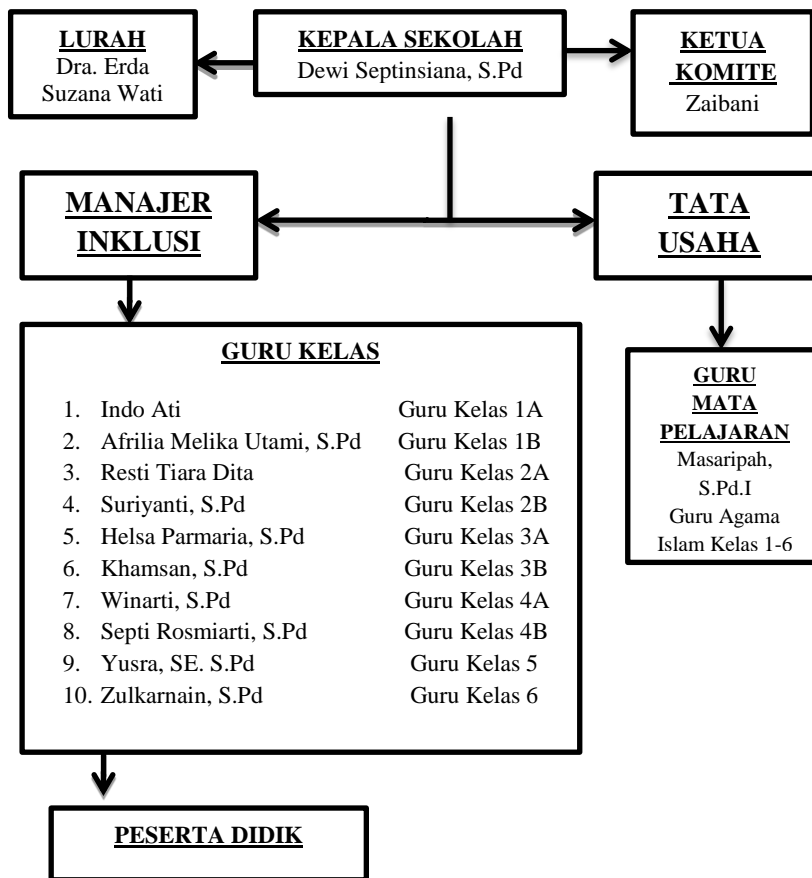 LURAH
Dra. Erda
Suzana Wati
KEPALA SEKOLAH
Dewi Septinsiana, S.Pd
KETUA
KOMITE
Zaibani
MANAJER
INKLUSI
TATA
USAHA
GURU KELAS
1. Indo Ati Guru Kelas 1A
2. Afrilia Melika Utami, S.Pd Guru Kelas 1B
3. Resti Tiara Dita Guru Kelas 2A
4. Suriyanti, S.Pd Guru Kelas 2B
5. Helsa Parmaria, S.Pd Guru Kelas 3A
6. Khamsan, S.Pd Guru Kelas 3B
7. Winarti, S.Pd Guru Kelas 4A
8. Septi Rosmiarti, S.Pd Guru Kelas 4B
9. Yusra, SE. S.Pd Guru Kelas 5
10. Zulkarnain, S.Pd Guru Kelas 6
GURU
MATA
PELAJARAN
Masaripah,
S.Pd.I
Guru Agama
Islam Kelas 1-6
PESERTA DIDIK